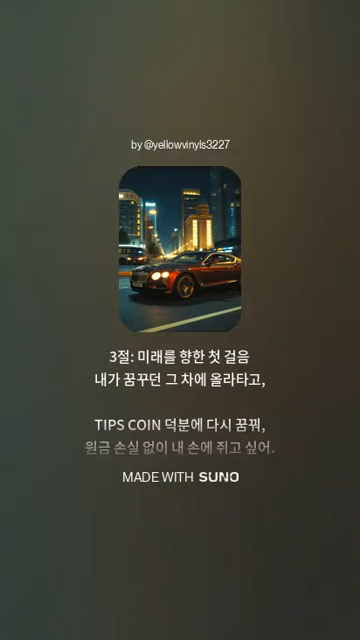 by @yellowvinyls3227
3절: 미래를 향한 첫 걸음
내가 꿈꾸던 그 차에 올라타고,
TIPS COIN 덕분에 다시 꿈꿔,
원금 손실 없이 내 손에 쥐고 싶어.
MADE WITH SUNO